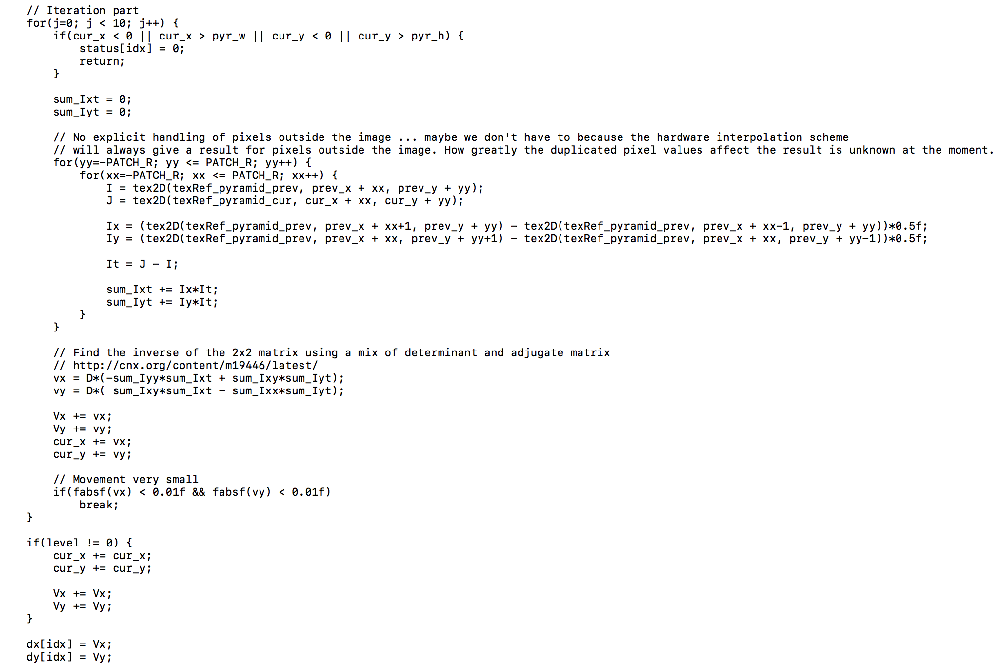 // Iteration part
for(j=0; j < 10; j++) {
    if(cur_x < 0 || cur_x > pyr_w || cur_y < 0 || cur_y > pyr_h) {
        status[idx] = 0;
        return;
    }

    sum_Ixt = 0;
    sum_Iyt = 0;

    // No explicit handling of pixels outside the image ... maybe we don't have to because the hardware interpolation scheme
    // will always give a result for pixels outside the image. How greatly the duplicated pixel values affect the result is unknown at the moment.
    for(yy=-PATCH_R; yy <= PATCH_R; yy++) {
        for(xx=-PATCH_R; xx <= PATCH_R; xx++) {
            I = tex2D(texRef_pyramid_prev, prev_x + xx, prev_y + yy);
            J = tex2D(texRef_pyramid_cur, cur_x + xx, cur_y + yy);

            Ix = (tex2D(texRef_pyramid_prev, prev_x + xx+1, prev_y + yy) - tex2D(texRef_pyramid_prev, prev_x + xx-1, prev_y + yy))*0.5f;
            Iy = (tex2D(texRef_pyramid_prev, prev_x + xx, prev_y + yy+1) - tex2D(texRef_pyramid_prev, prev_x + xx, prev_y + yy-1))*0.5f;

            It = J - I;

            sum_Ixt += Ix*It;
            sum_Iyt += Iy*It;
        }
    }

    // Find the inverse of the 2x2 matrix using a mix of determinant and adjugate matrix
    // http://cnx.org/content/m19446/latest/
    vx = D*(-sum_Iyy*sum_Ixt + sum_Ixy*sum_Iyt);
    vy = D*( sum_Ixy*sum_Ixt - sum_Ixx*sum_Iyt);

    Vx += vx;
    Vy += vy;
    cur_x += vx;
    cur_y += vy;

    // Movement very small
    if(fabsf(vx) < 0.01f && fabsf(vy) < 0.01f)
        break;
}

if(level != 0) {
    cur_x += cur_x;
    cur_y += cur_y;

    Vx += Vx;
    Vy += Vy;
}

dx[idx] = Vx;
dy[idx] = Vy;